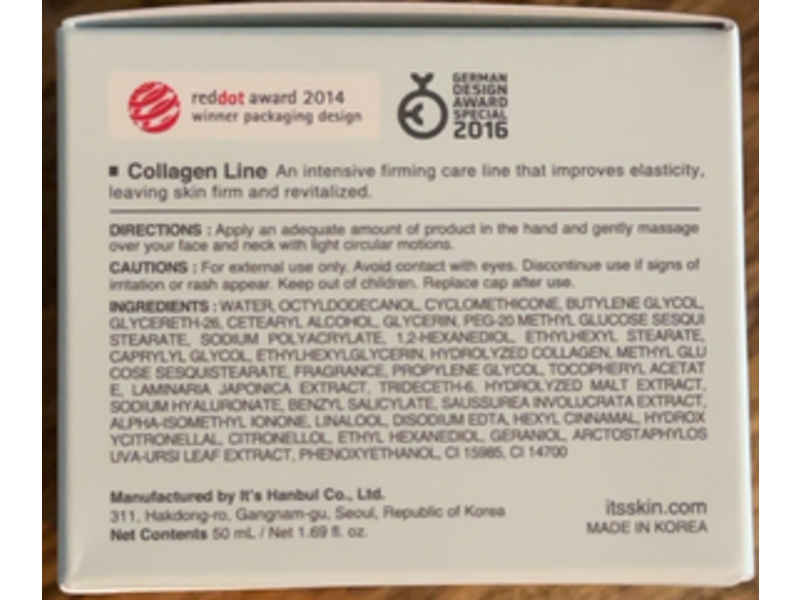 reddot award 2014
winner packaging design
GERMAN
DESIGN
AWARD
SPECIAL
2016
■ Collagen Line An intensive firming care line that improves elasticity,
leaving skin firm and revitalized.
DIRECTIONS : Apply an adequate amount of product in the hand and gently massage
over your face and neck with light circular motions.
CAUTIONS : For external use only. Avoid contact with eyes. Discontinue use if signs of
irritation or rash appear. Keep out of children. Replace cap after use.
INGREDIENTS : WATER, OCTYLDODECANOL, CYCLOMETHICONE, BUTYLENE GLYCOL,
GLYCERETH-26, CETEARYL ALCOHOL, GLYCERIN, PEG-20 METHYL GLUCOSE SESQUI
STEARATE, SODIUM POLYACRYLATE, 1,2-HEXANEDIOL, ETHYLHEXYL STEARATE,
CAPRYLYL GLYCOL, ETHYLHEXYLGLYCERIN, HYDROLYZED COLLAGEN, METHYL GLU
COSE SESQUISTEARATE, FRAGRANCE, PROPYLENE GLYCOL, TOCOPHERYL ACETAT
E, LAMINARIA JAPONICA EXTRACT, TRIDECETH-6, HYDROLYZED MALT EXTRACT,
SODIUM HYALURONATE, BENZYL SALICYLATE, SAUSSUREA INVOLUCRATA EXTRACT,
ALPHA-ISOMETHYL IONONE, LINALOOL, DISODIUM EDTA, HEXYL CINNAMAL, HYDROX
YCITRONELLAL, CITRONELLOL, ETHYL HEXANEDIOL, GERANIOL, ARCTOSTAPHYLOS
UVA-URSI LEAF EXTRACT, PHENOXYETHANOL, CI 15985, CI 14700
Manufactured by It's Hanbul Co., Ltd.
311, Hakdong-ro, Gangnam-gu, Seoul, Republic of Korea
Net Contents 50 mL / Net 1.69 fl. oz.
itsskin.com
MADE IN KOREA